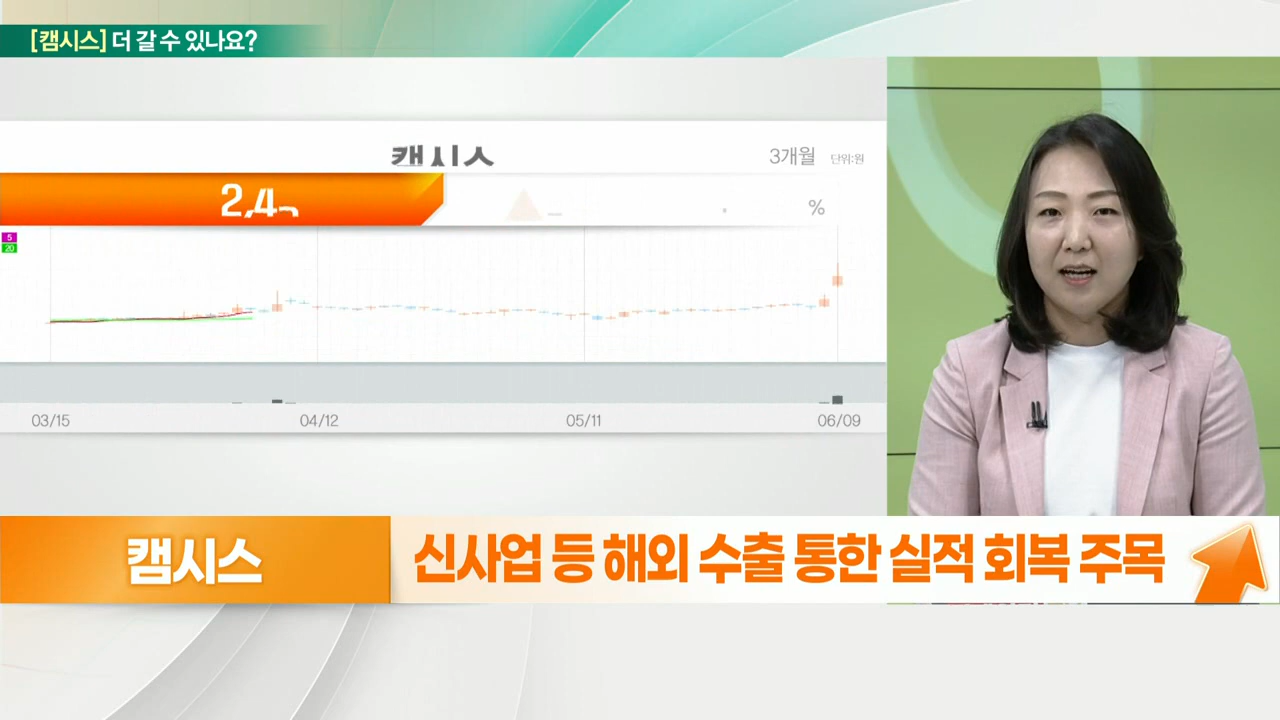 [캠시스] 더 갈 수 있나요?
캠시스
3개월 단위:원
%
5
20
03/15 04/12 05/11 06/09
캠시스
신사업 등 해외 수출 통한 실적 회복 주목